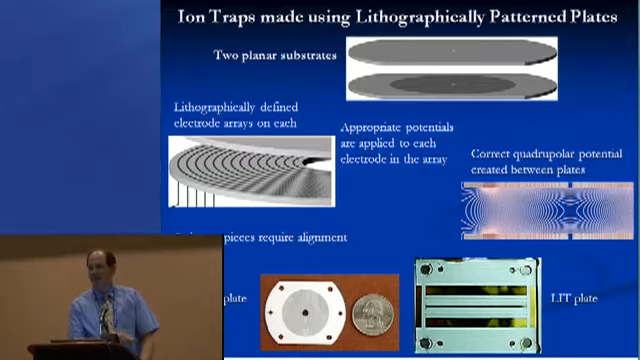 Ion Traps made using Lithographically Patterned Plates
Two planar substrates
Lithographically defined
electrode arrays on each
Appropriate potentials
are applied to each
electrode in the array
Correct quadrupolar potential
created between plates
pieces require alignment
plate
LIT plate